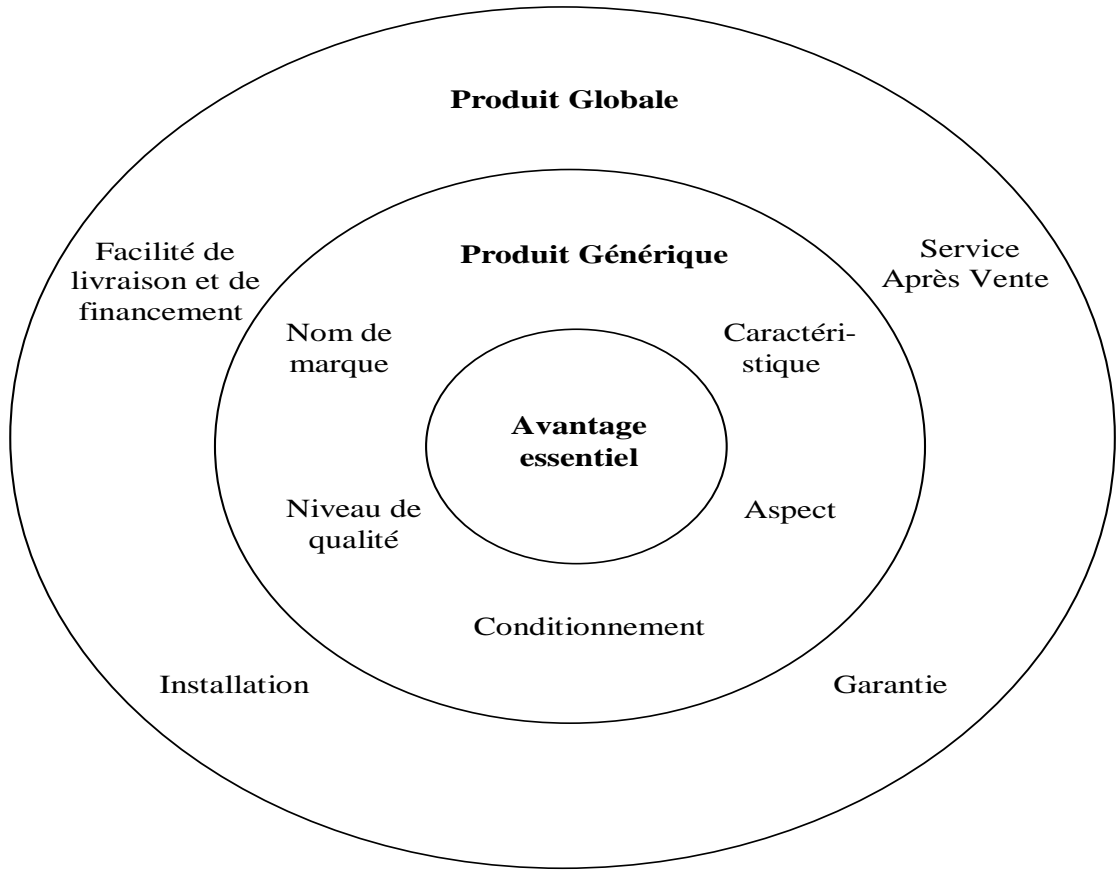 Produit Globale
Facilité de
livraison et de
financement
Produit Générique
Service
Après Vente
Nom de
marque
Caractéri-
stique
Avantage
essentiel
Niveau de
qualité
Aspect
Conditionnement
Installation
Garantie